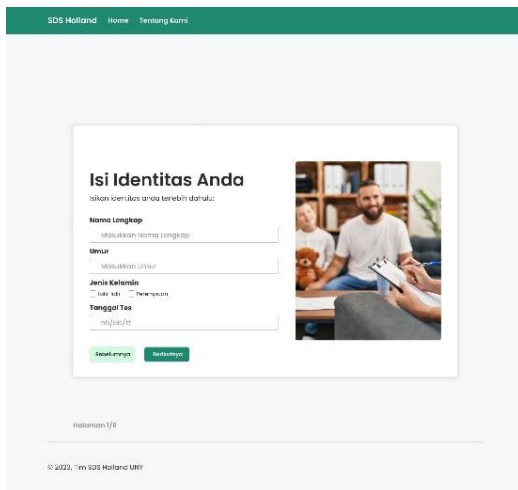 SDS Holland Home Tentang Kami
Isi Identitas Anda
Isikan identitas anda terlebih dahulu:
Nama Lengkap
Masukkan Nama Lengkap
Umur
Masukkan Umur
Jenis Kelamin
Laki-laki Perempuan
Tanggal Tes
hh/bb/tt
Sebelumnya Berikutnya
Halaman 1/8
© 2023, Tim SDS Holland UNY